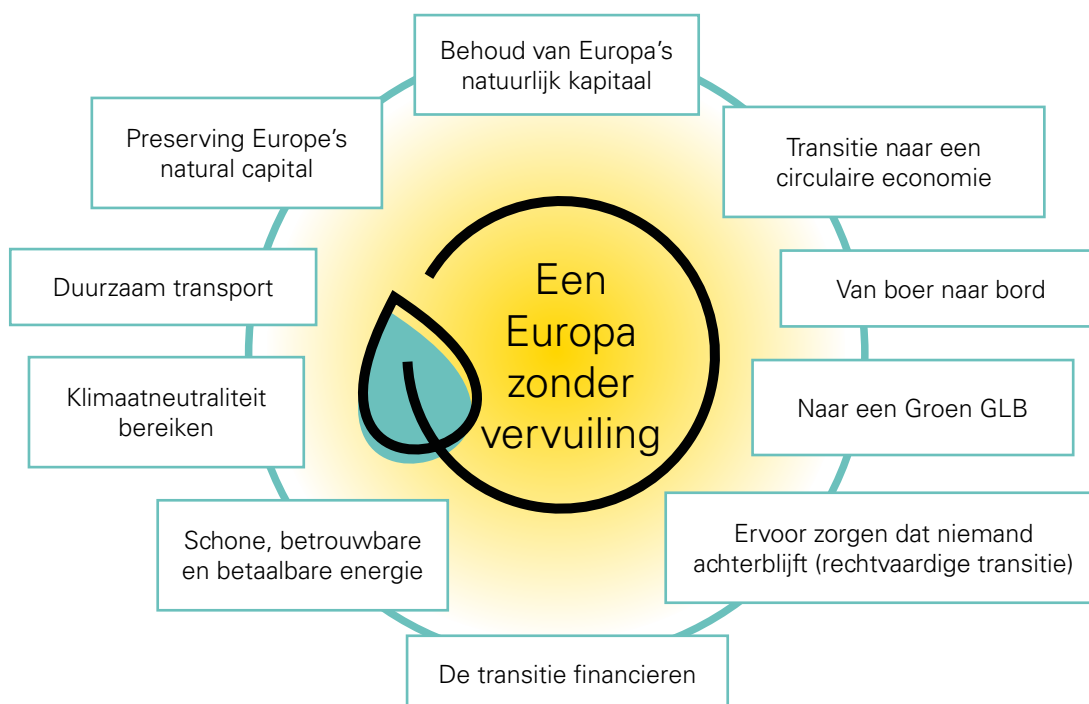 Behoud van Europa's
natuurlijk kapitaal
Preserving Europe's
natural capital
Transitie naar een
circulaire economie
Duurzaam transport
Een
Europa
zonder
vervuiling
Van boer naar bord
Klimaatneutraliteit
bereiken
Naar een Groen GLB
Schone, betrouwbare
en betaalbare energie
Ervoor zorgen dat niemand
achterblijft (rechtvaardige transitie)
De transitie financieren